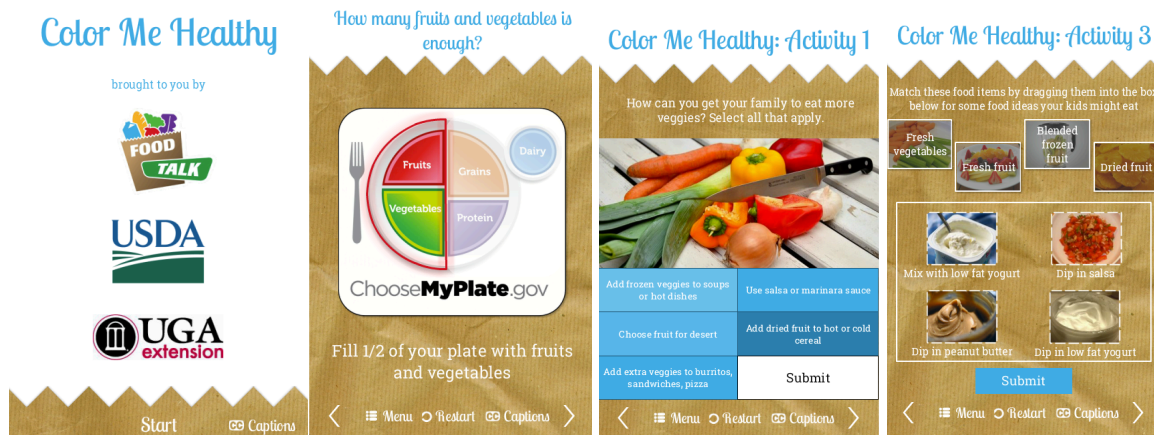 Color Me Healthy
brought to you by
FOOD
TALK
USDA
UGA
extension
Start
CC Captions
How many fruits and vegetables is
enough?
Fruits
Grains
Dairy
Vegetables
Protein
ChooseMyPlate.gov
Fill 1/2 of your plate with fruits
and vegetables
Menu Restart CC Captions
Color Me Healthy: Activity 1
How can you get your family to eat more
veggies? Select all that apply.
Add frozen veggies to soups
or hot dishes
Use salsa or marinara sauce
Choose fruit for desert
Add dried fruit to hot or cold
cereal
Add extra veggies to burritos,
sandwiches, pizza
Submit
Menu Restart CC Captions
Color Me Healthy: Activity 3
Match these food items by dragging them into the box
below for some food ideas your kids might eat
Fresh
vegetables
Fresh fruit
Blended
frozen
fruit
Dried fruit
Mix with low fat yogurt
Dip in salsa
Dip in peanut butter
Dip in low fat yogurt
Submit
Menu Restart CC Captions